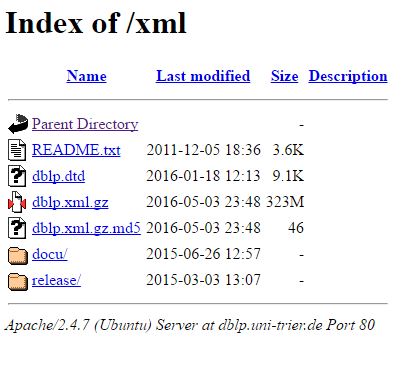 Index of /xml
Name Last modified Size Description
Parent Directory -
README.txt 2011-12-05 18:36 3.6K
dblp.dtd 2016-01-18 12:13 9.1K
dblp.xml.gz 2016-05-03 23:48 323M
dblp.xml.gz.md5 2016-05-03 23:48 46
docu/ 2015-06-26 12:57 -
release/ 2015-03-03 13:07 -
Apache/2.4.7 (Ubuntu) Server at dblp.uni-trier.de Port 80